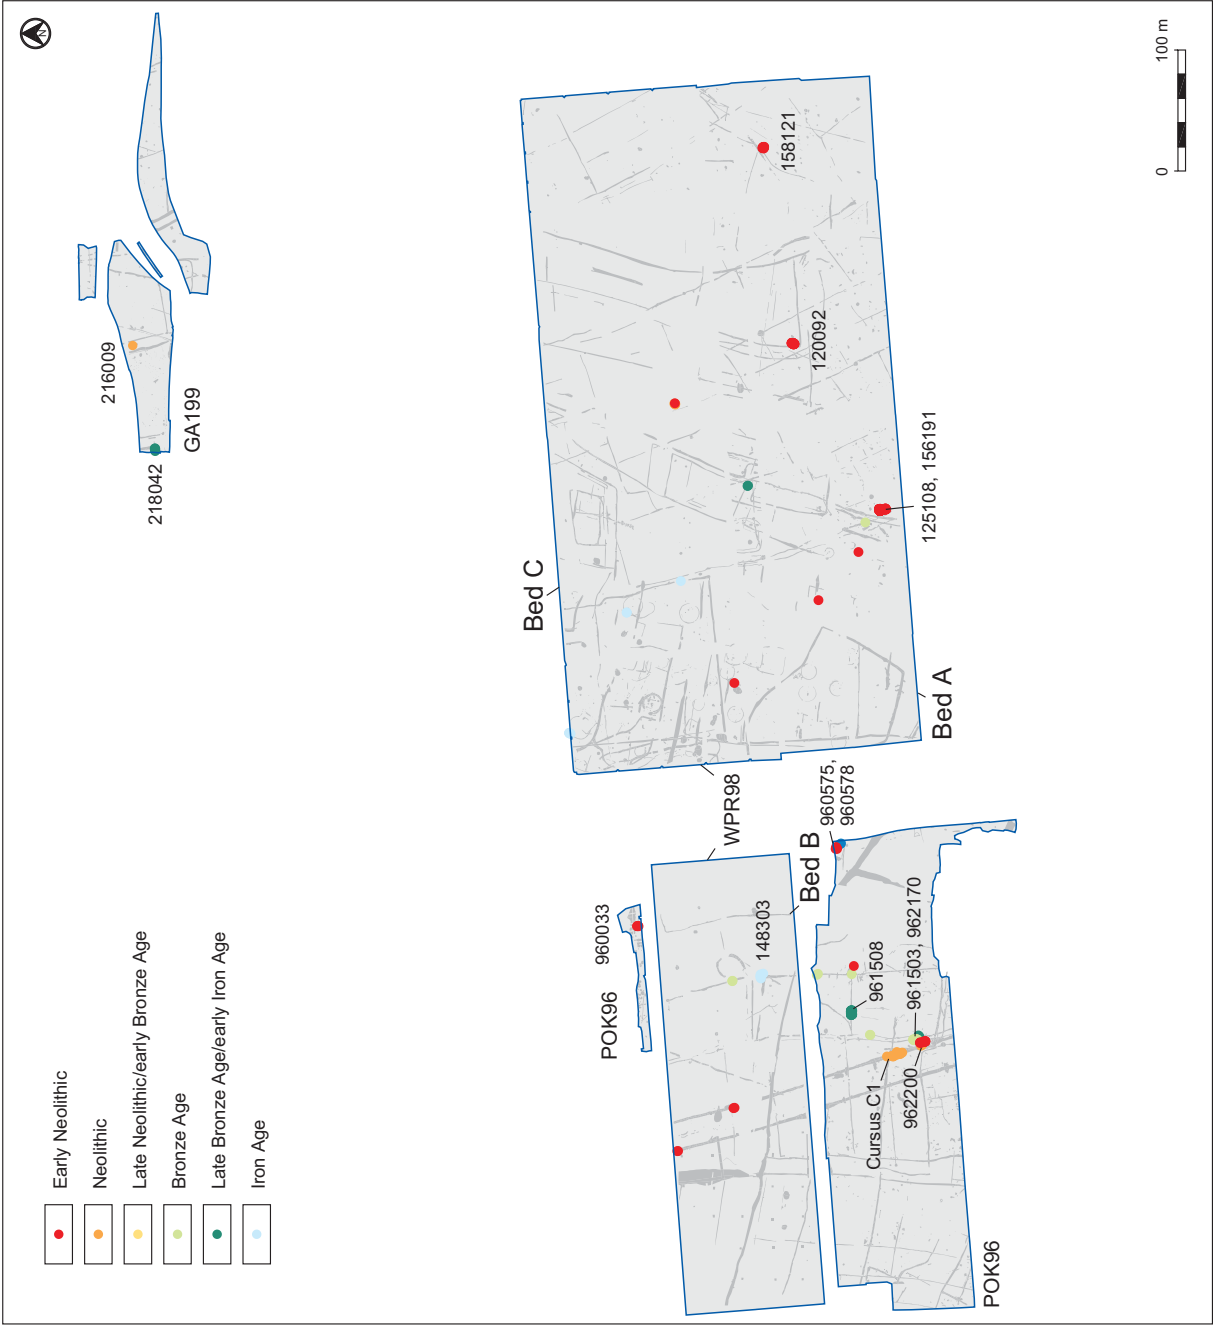 N
Early Neolithic
Neolithic
Late Neolithic/early Bronze Age
Bronze Age
Late Bronze Age/early Iron Age
Iron Age
218042
216009
GA199
Bed C
158121
120092
125108, 156191
Bed A
WPR98
960033
POK96
148303
Bed B
960575,
960578
961508
961503, 962170
962200
Cursus C1
POK96
0
100 m